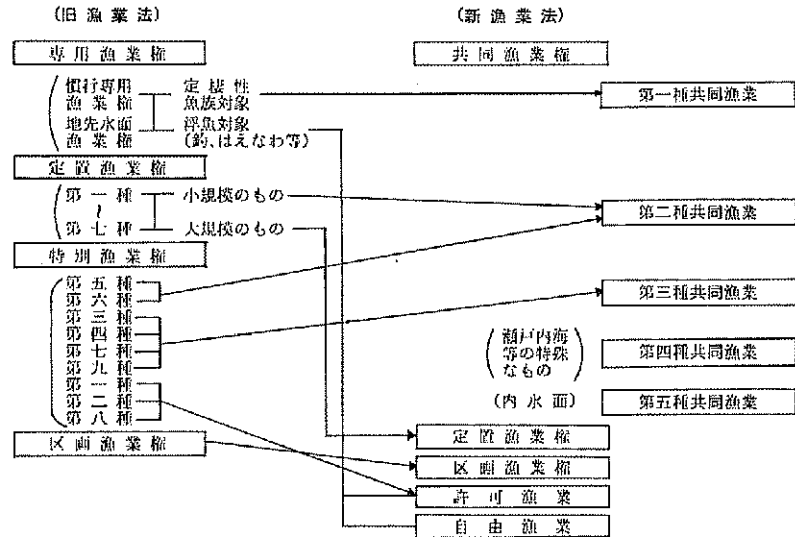 (旧漁業法)
(新漁業法)
専用漁業権
共同漁業権
慣行専用
漁業権
地先水面
漁業権
定棲性
魚族対象
浮魚対象
(釣、はえなわ等)
第一種共同漁業
定置漁業権
第一種
~
第七種
小規模のもの
大規模のもの
第二種共同漁業
特別漁業権
第五種
第六種
第三種
第四種
第七種
第九種
第一種
第二種
第八種
第三種共同漁業
瀬戸内海
等の特殊
なもの
第四種共同漁業
(内水面)
第五種共同漁業
区画漁業権
定置漁業権
区画漁業権
許可漁業
自由漁業